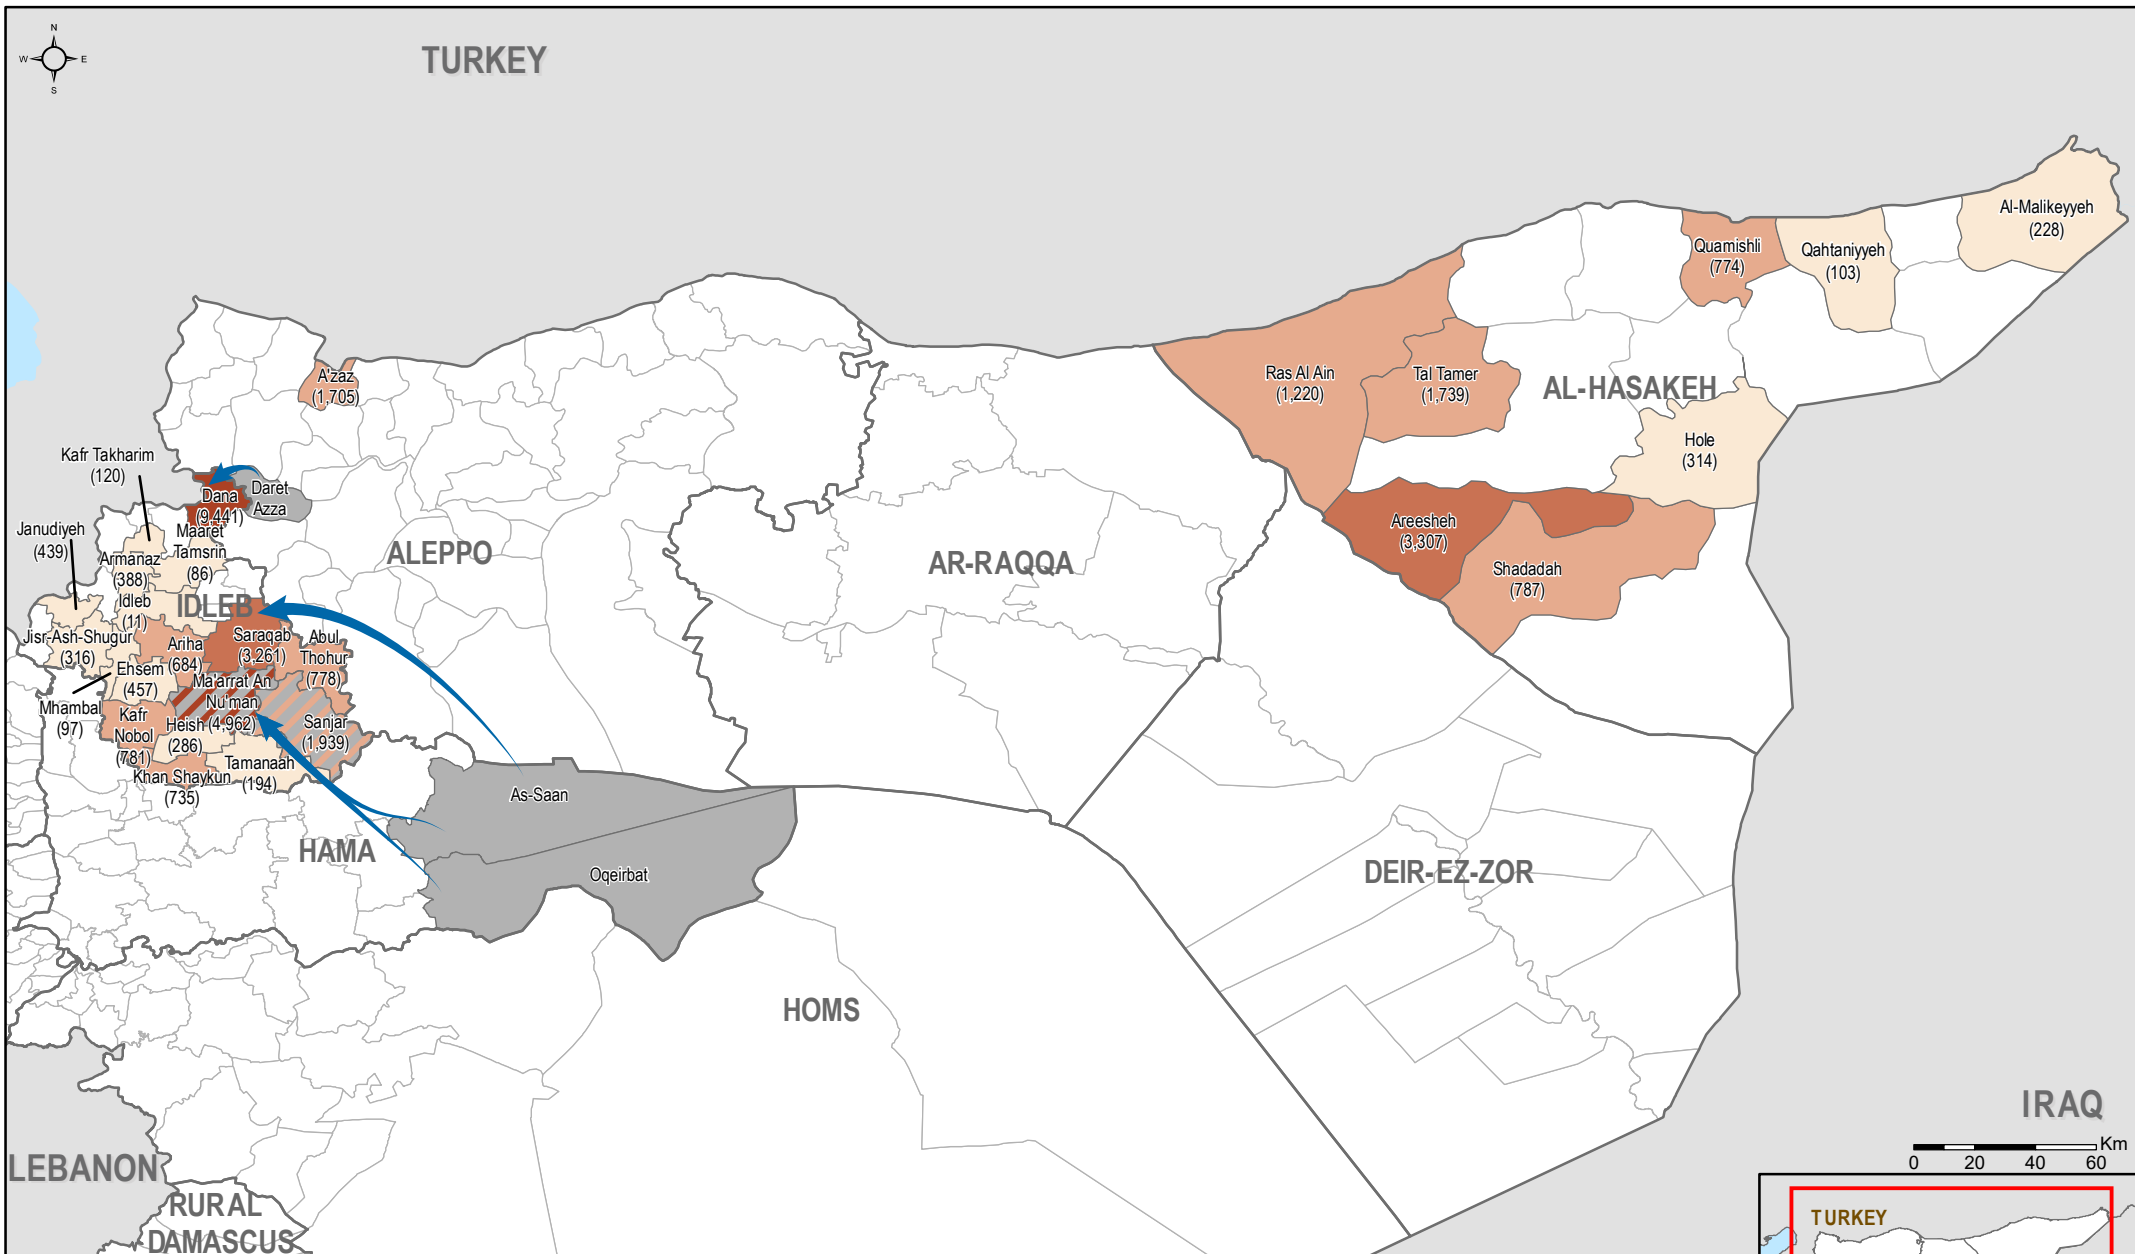 N
W
E
S
TURKEY
Al-Malikeyyeh
(228)
Quamishli
(774)
Qahtaniyyeh
(103)
A'zaz
(1,705)
Ras Al Ain
(1,220)
Tal Tamer
(1,739)
AL-HASAKEH
Hole
(314)
Kafr Takharim
(120)
Dana
(9,441)
Daret
Azza
Janudiyeh
(439)
Maaret
Tamsrin
(86)
Armanaz
(388)
ALEPPO
AR-RAQQA
Areesheh
(3,307)
Shadadah
(787)
Idleb
(11)
IDLEB
Jisr-Ash-Shugur
(316)
Ariha
(684)
Saraqab
(3,261)
Abul
Thohur
(778)
Ehsem
(457)
Ma'arrat An
Nu'man
(4,962)
Mhambal
(97)
Kafr
Nobol
(781)
Heish
(286)
Sanjar
(1,939)
Tamanaah
(194)
Khan Shaykun
(735)
As-Saan
HAMA
Oqeirbat
DEIR-EZ-ZOR
HOMS
IRAQ
Km
0 20 40 60
LEBANON
RURAL
DAMASCUS
TURKEY